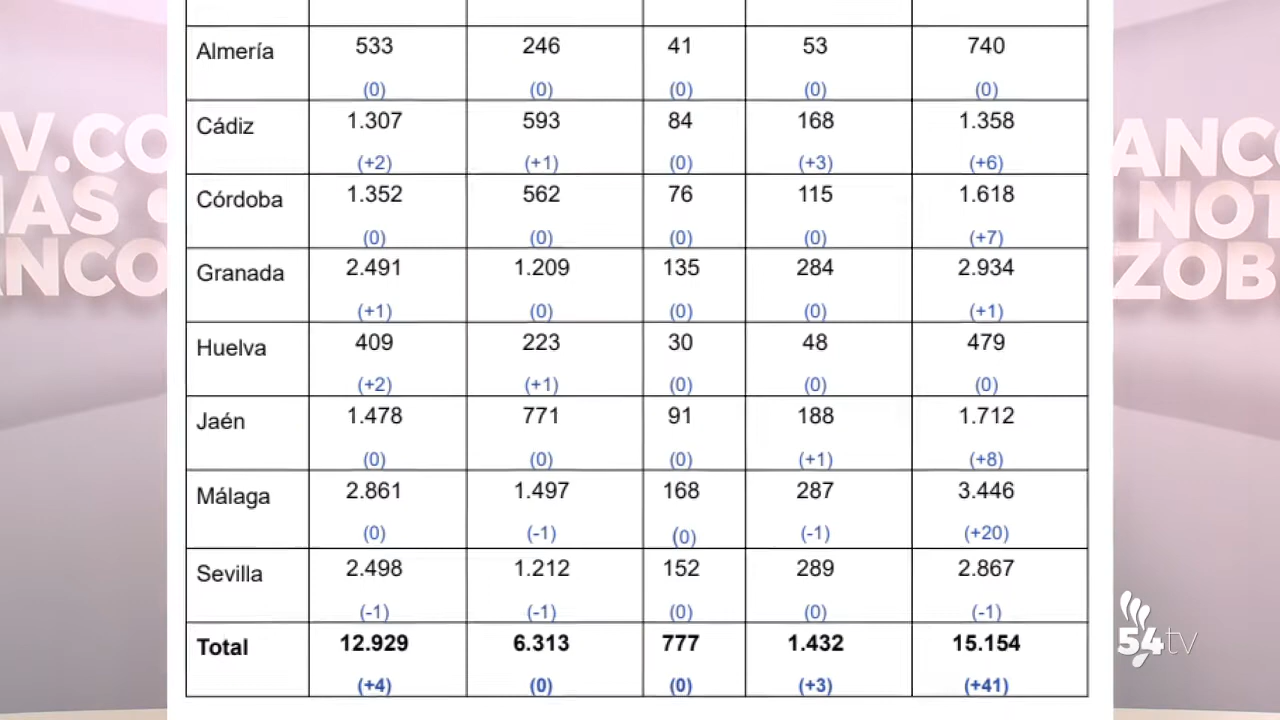 Almería 533 246 41 53 740
(0) (0) (0) (0) (0)
Cádiz 1.307 593 84 168 1.358
(+2) (+1) (0) (+3) (+6)
Córdoba 1.352 562 76 115 1.618
(0) (0) (0) (0) (+7)
Granada 2.491 1.209 135 284 2.934
(+1) (0) (0) (0) (+1)
Huelva 409 223 30 48 479
(+2) (+1) (0) (0) (0)
Jaén 1.478 771 91 188 1.712
(0) (0) (0) (+1) (+8)
Málaga 2.861 1.497 168 287 3.446
(0) (-1) (0) (-1) (+20)
Sevilla 2.498 1.212 152 289 2.867
(-1) (-1) (0) (0) (-1)
Total 12.929 6.313 777 1.432 15.154
(+4) (0) (0) (+3) (+41)
54tv